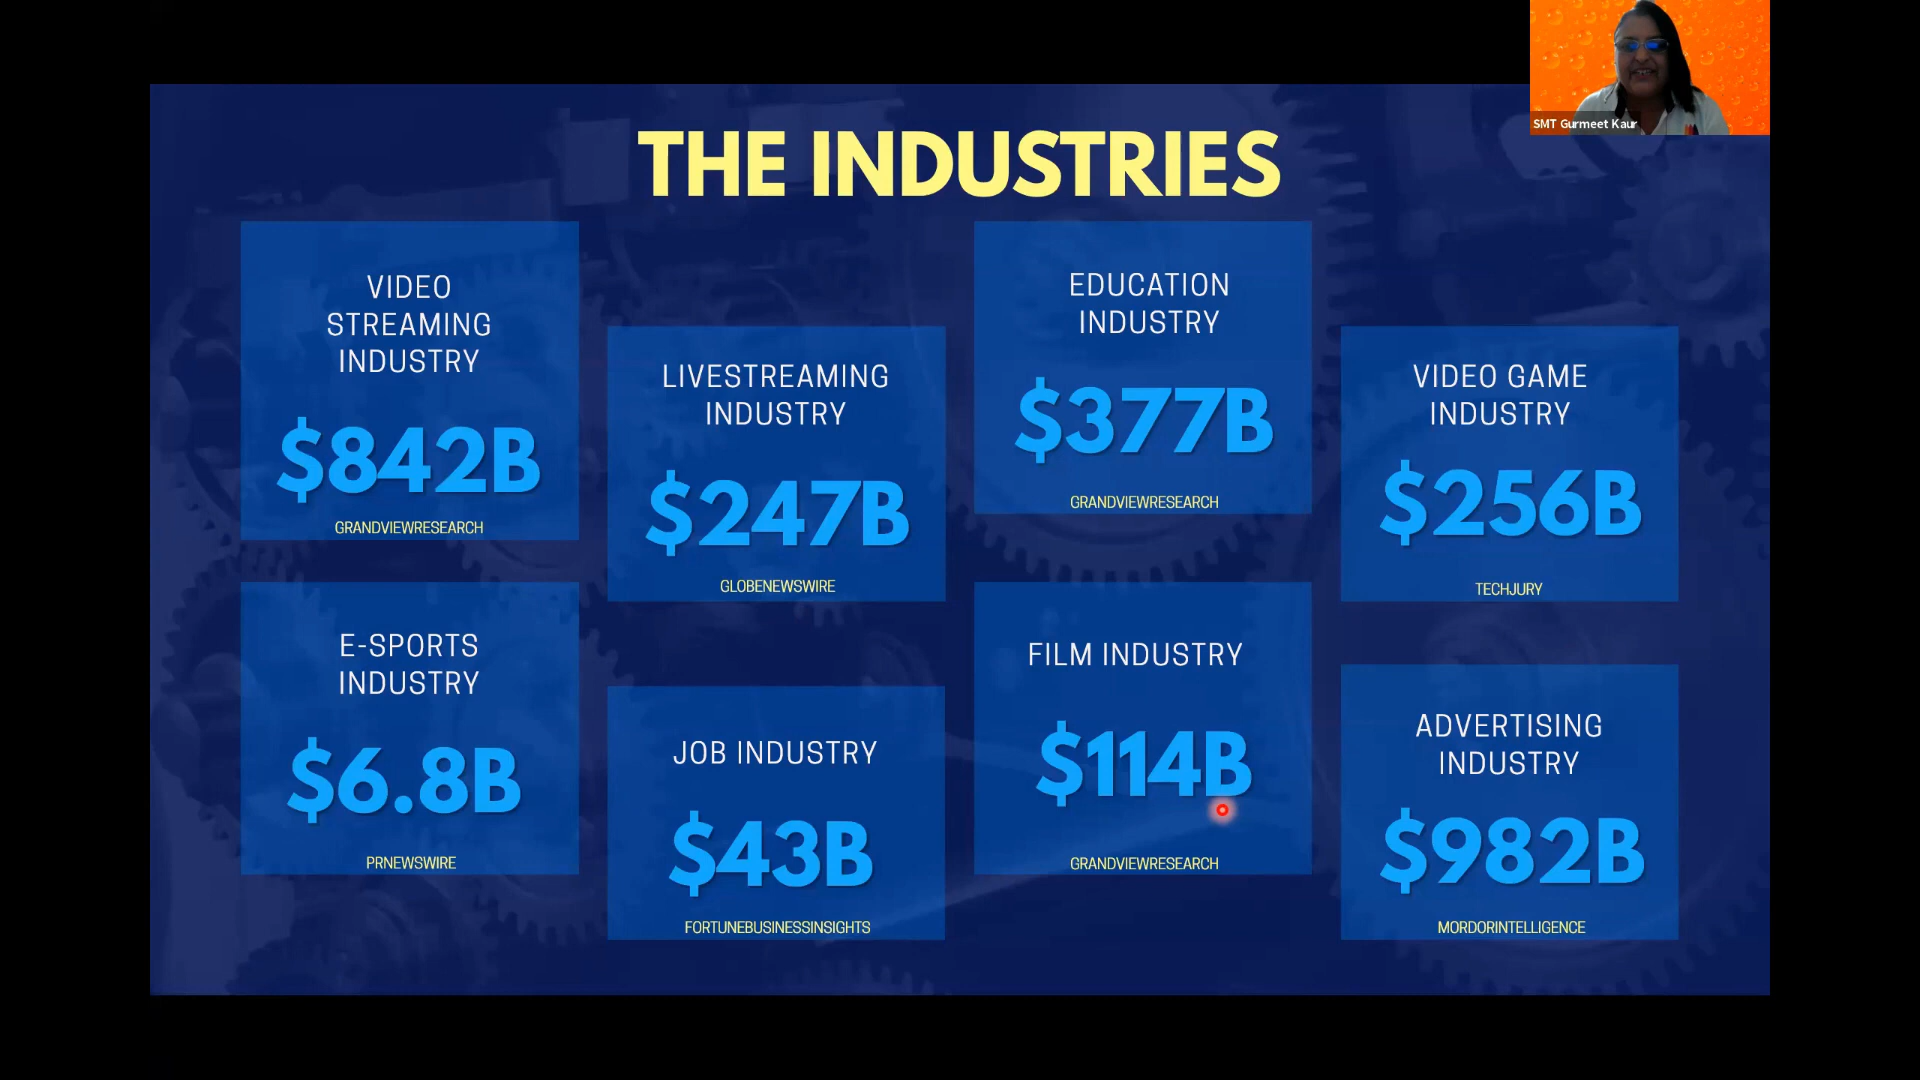 SMT Gurmeet Kaur
THE INDUSTRIES
VIDEO
STREAMING
INDUSTRY
$842B
GRANDVIEWRESEARCH
LIVESTREAMING
INDUSTRY
$247B
GLOBENEWSWIRE
EDUCATION
INDUSTRY
$377B
GRANDVIEWRESEARCH
VIDEO GAME
INDUSTRY
$256B
TECHJURY
E-SPORTS
INDUSTRY
$6.8B
PRNEWSWIRE
JOB INDUSTRY
$43B
FORTUNEBUSINESSINSIGHTS
FILM INDUSTRY
$114B
GRANDVIEWRESEARCH
ADVERTISING
INDUSTRY
$982B
MORDORINTELLIGENCE